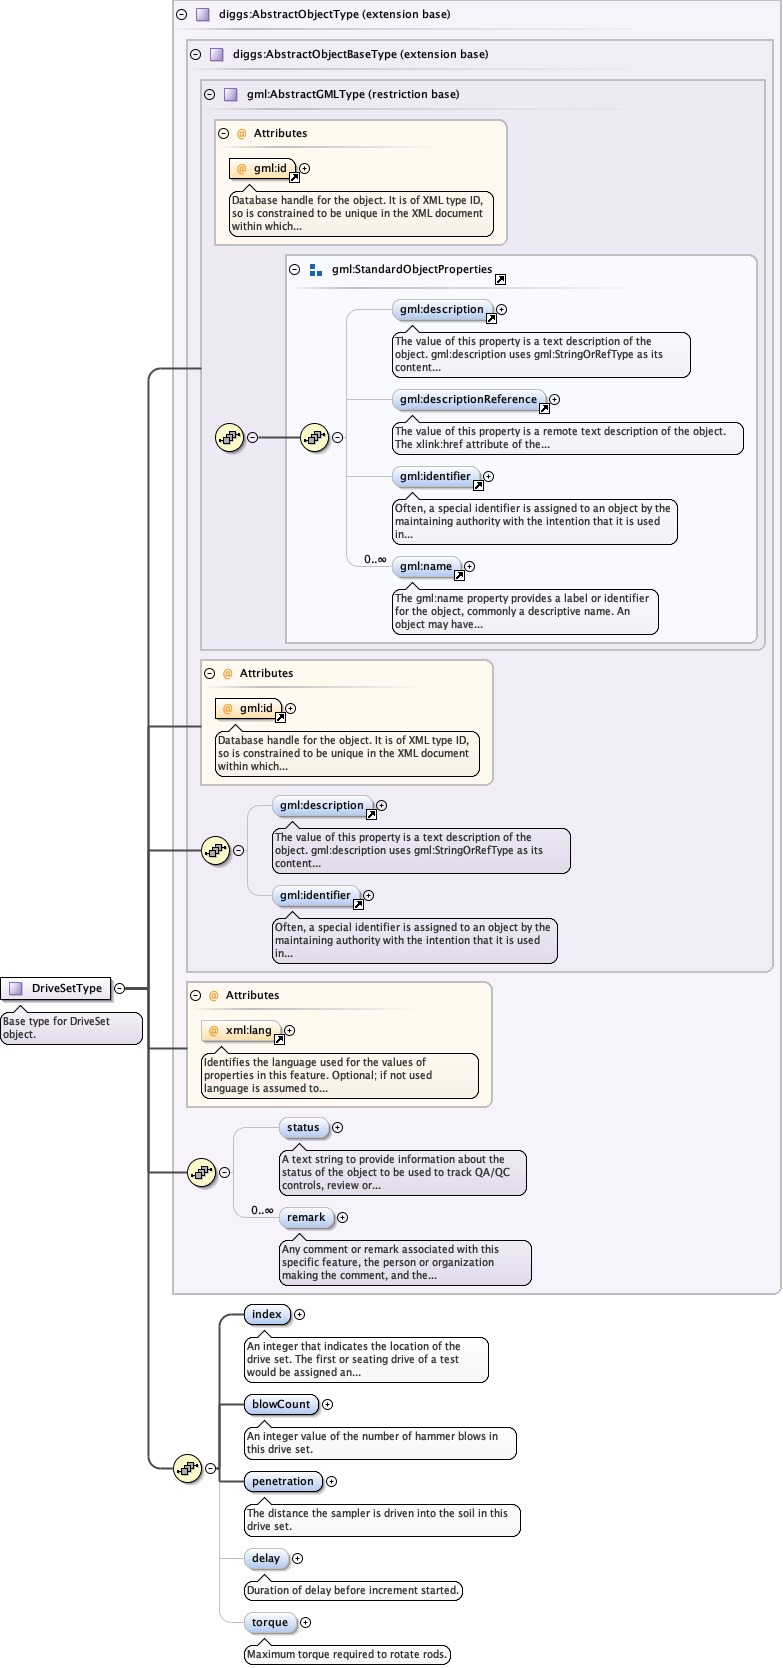 diggs:AbstractObjectType (extension base)
diggs:AbstractObjectBaseType (extension base)
gml:AbstractGMLType (restriction base)
@ Attributes
@ gml:id
Database handle for the object. It is of XML type ID,
so is constrained to be unique in the XML document
within which...
gml:StandardObjectProperties
gml:description
The value of this property is a text description of the
object. gml:description uses gml:StringOrRefType as its
content...
gml:descriptionReference
The value of this property is a remote text description of the object.
The xlink:href attribute of the...
gml:identifier
Often, a special identifier is assigned to an object by the
maintaining authority with the intention that it is used
in...
0..∞
gml:name
The gml:name property provides a label or identifier
for the object, commonly a descriptive name. An
object may have...
@ Attributes
@ gml:id
Database handle for the object. It is of XML type ID,
so is constrained to be unique in the XML document
within which...
gml:description
The value of this property is a text description of the
object. gml:description uses gml:StringOrRefType as its
content...
gml:identifier
Often, a special identifier is assigned to an object by the
maintaining authority with the intention that it is used
in...
DriveSetType
Base type for DriveSet
object.
@ Attributes
@ xml:lang
Identifies the language used for the values of
properties in this feature. Optional; if not used
language is assumed to...
status
A text string to provide information about the
status of the object to be used to track QA/QC
controls, review or...
0..∞
remark
Any comment or remark associated with this
specific feature, the person or organization
making the comment, and the...
index
An integer that indicates the location of the
drive set. The first or seating drive of a test
would be assigned an...
blowCount
An integer value of the number of hammer blows in
this drive set.
penetration
The distance the sampler is driven into the soil in this
drive set.
delay
Duration of delay before increment started.
torque
Maximum torque required to rotate rods.